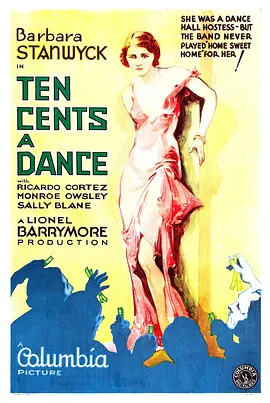 Barbara
STANWYCK
IN
TEN
CENTS
A
DANCE
with
RICARDO CORTEZ
MONROE OWSLEY
SALLY BLANE
A LIONEL
BARRYMORE
PRODUCTION
SHE WAS A DANCE
HALL HOSTESS-BUT
THE BAND NEVER
PLAYED "HOME SWEET
HOME" FOR HER!
A
Columbia
PICTURE
COLUMBIA